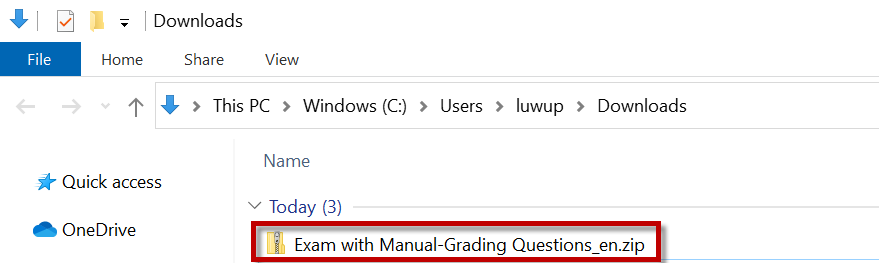 Downloads
File Home Share View
This PC Windows (C:) Users luwup Downloads
Name
Quick access
Today (3)
OneDrive
Exam with Manual-Grading Questions_en.zip